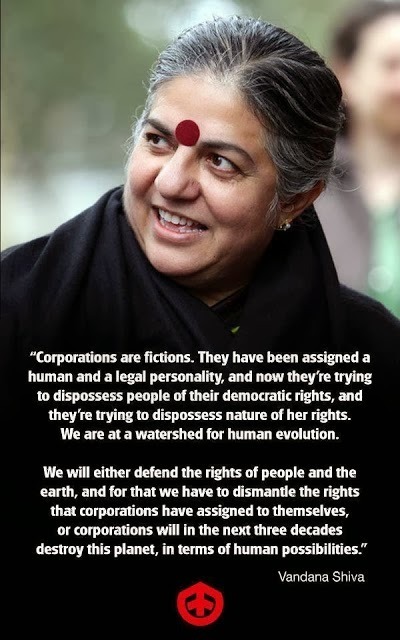 “Corporations are fictions. They have been assigned a
human and a legal personality, and now they’re trying
to dispossess people of their democratic rights, and
they’re trying to dispossess nature of her rights.
We are at a watershed for human evolution.
We will either defend the rights of people and the
earth, and for that we have to dismantle the rights
that corporations have assigned to themselves,
or corporations will in the next three decades
destroy this planet, in terms of human possibilities.”
Vandana Shiva